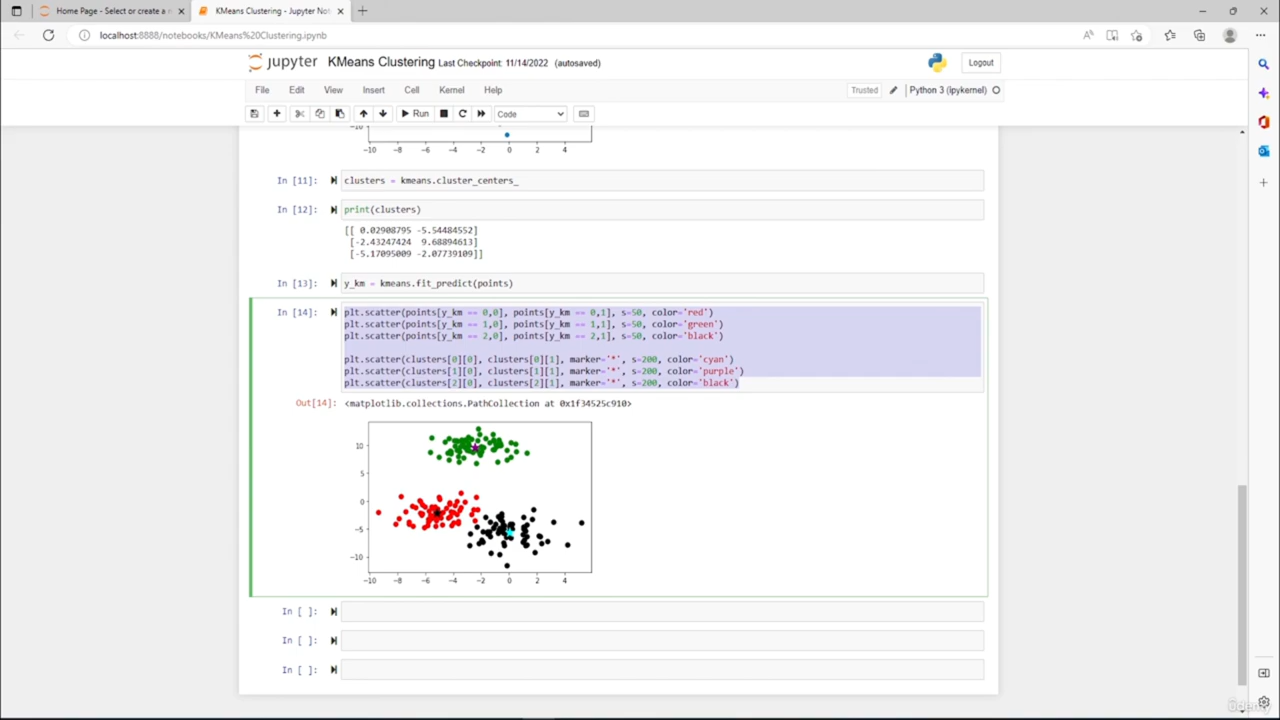 Home Page - Select or create a n
KMeans Clustering - Jupyter Not
localhost:8888/notebooks/KMeans%20Clustering.ipynb
jupyter KMeans Clustering Last Checkpoint: 11/14/2022 (autosaved)
Logout
File Edit View Insert Cell Kernel Help
Trusted
Python 3 (ipykernel)
Run
Code
-10
-10 -8 -6 -4 -2 0 2 4
In [11]: clusters = kmeans.cluster_centers_
In [12]: print(clusters)
[[ 0.02908795 -5.54484552]
[-2.43247424 9.68894613]
[-5.17095009 -2.07739109]]
In [13]: y_km = kmeans.fit_predict(points)
In [14]: plt.scatter(points[y_km == 0,0], points[y_km == 0,1], s=50, color='red')
plt.scatter(points[y_km == 1,0], points[y_km == 1,1], s=50, color='green')
plt.scatter(points[y_km == 2,0], points[y_km == 2,1], s=50, color='black')
plt.scatter(clusters[0][0], clusters[0][1], marker='*', s=200, color='cyan')
plt.scatter(clusters[1][0], clusters[1][1], marker='*', s=200, color='purple')
plt.scatter(clusters[2][0], clusters[2][1], marker='*', s=200, color='black')
Out[14]: <matplotlib.collections.PathCollection at 0x1f34525c910>
10
5
0
-5
-10
-10 -8 -6 -4 -2 0 2 4
In [ ]:
In [ ]:
In [ ]:
ûdemy